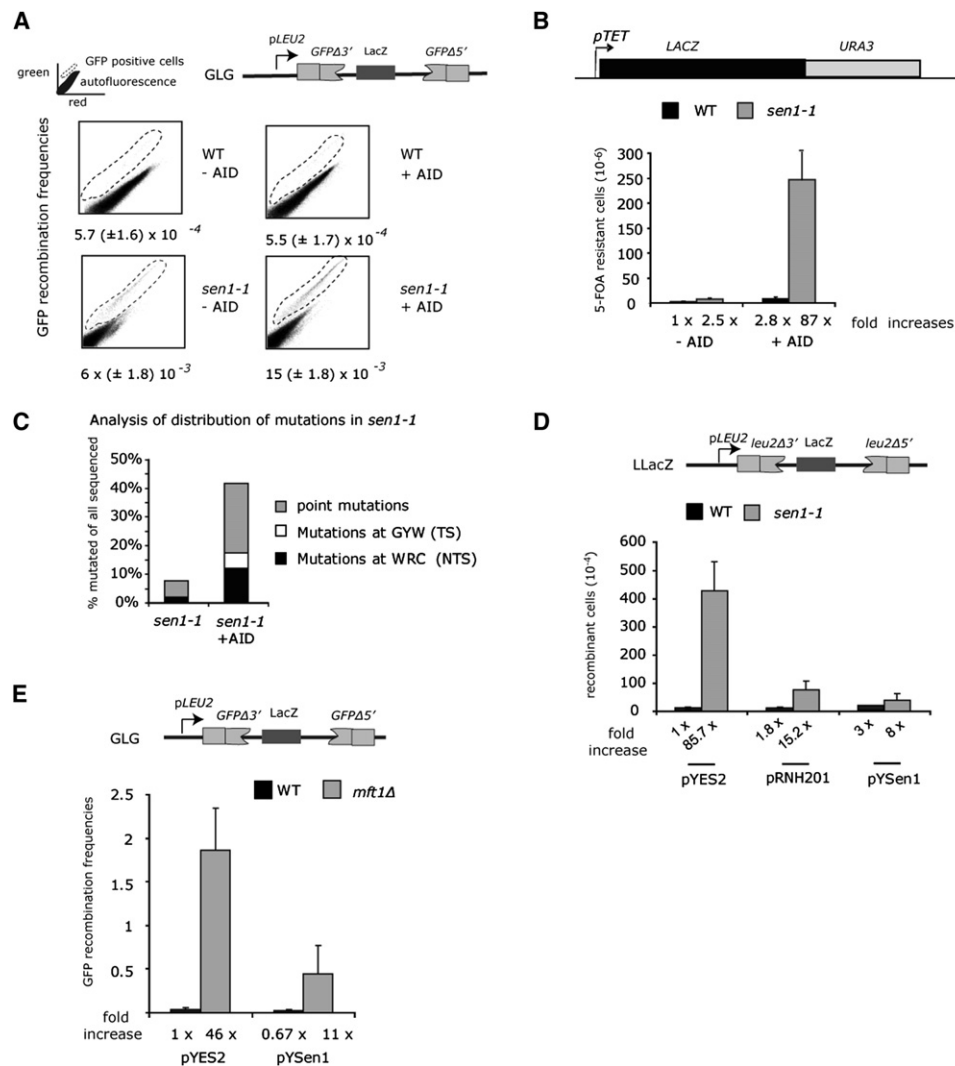 A
green
GFP positive cells
autofluorescence
red
pLEU2
GFPΔ3’
LacZ
GFPΔ5’
GLG
GFP recombination frequencies
WT
- AID
5.7 (±1.6) x 10 -4
WT
+ AID
5.5 (± 1.7) x 10-4
sen1-1
- AID
6 x (± 1.8) 10-3
sen1-1
+ AID
15 (± 1.8) x 10-3
B
pTET
LACZ
URA3
WT
sen1-1
5-FOA resistant cells (10-6)
300
250
200
150
100
50
0
1 x 2.5 x 2.8 x 87 x fold increases
- AID + AID
C
Analysis of distribution of mutations in sen1-1
% mutated of all sequenced
50%
40%
30%
20%
10%
0%
point mutations
Mutations at GYW (TS)
Mutations at WRC (NTS)
sen1-1
sen1-1
+AID
D
pLEU2
leu2Δ3’
LacZ
leu2Δ5’
LLacZ
WT
sen1-1
recombinant cells (10-4)
600
500
400
300
200
100
0
fold
increase
1 x
85.7 x
1.8 x
15.2 x
3 x
8 x
pYES2
pRNH201
pYSen1
E
pLEU2
GFPΔ3’
LacZ
GFPΔ5’
GLG
WT
mft1Δ
GFP recombination frequencies
2.5
2
1.5
1
0.5
0
fold
increase
1 x 46 x 0.67 x 11 x
pYES2 pYSen1